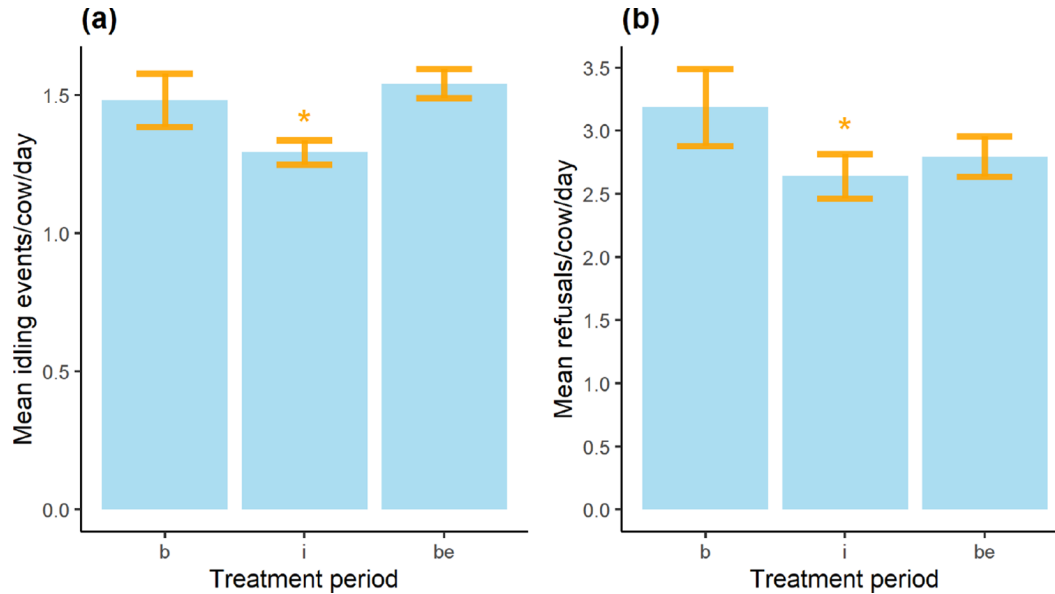 (a)
Mean idling events/cow/day
1.5
1.0
0.5
0.0
*
b
i
be
Treatment period
(b)
Mean refusals/cow/day
3.5
3.0
2.5
2.0
1.5
1.0
0.5
0.0
*
b
i
be
Treatment period